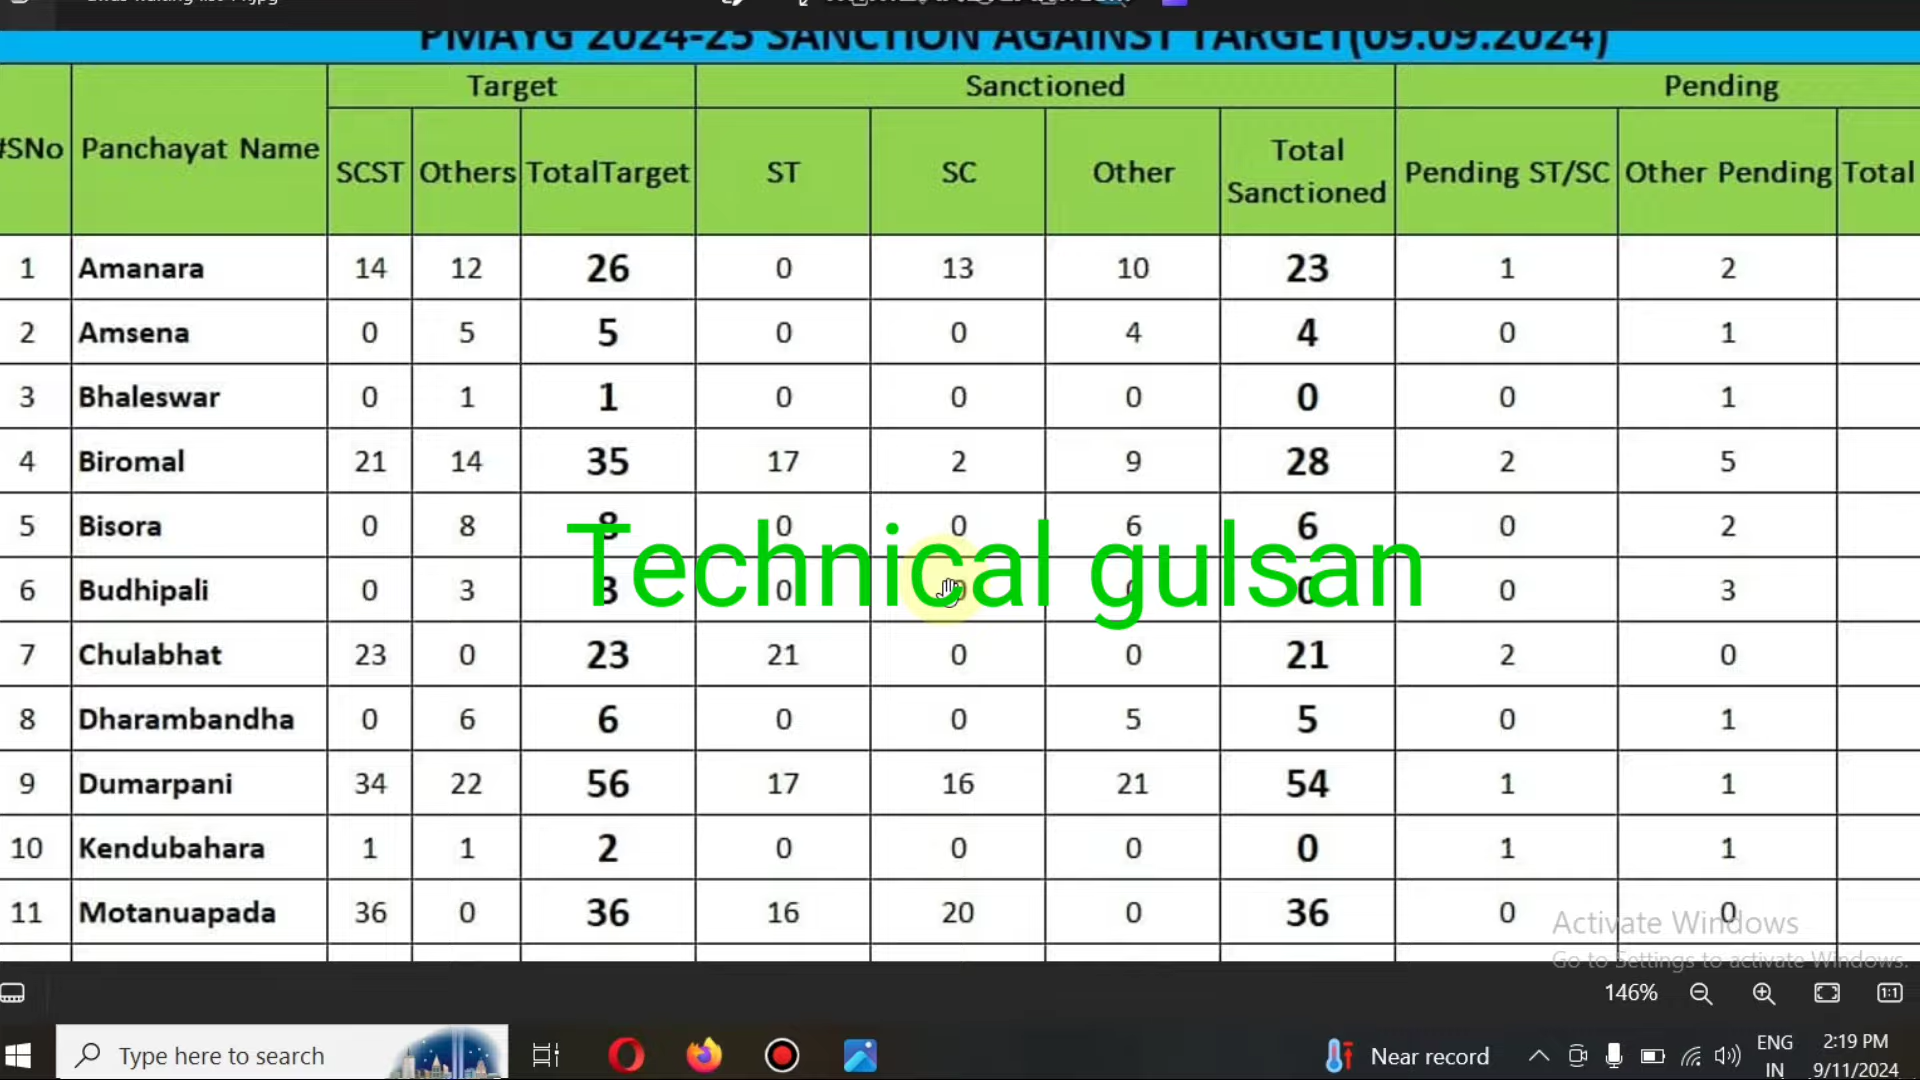 PMAYG 2024-25 SANCTION AGAINST TARGET(09.09.2024)
#SNo Panchayat Name Target Sanctioned Pending
SCST Others TotalTarget ST SC Other Total Sanctioned Pending ST/SC Other Pending Total
1 Amanara 14 12 26 0 13 10 23 1 2
2 Amsena 0 5 5 0 0 4 4 0 1
3 Bhaleswar 0 1 1 0 0 0 0 0 1
4 Biromal 21 14 35 17 2 9 28 2 5
5 Bisora 0 8 8 0 0 6 6 0 2
Technical gulsan
6 Budhipali 0 3 3 0 0 0 0 3
7 Chulabhat 23 0 23 21 0 0 21 2 0
8 Dharambandha 0 6 6 0 0 5 5 0 1
9 Dumarpani 34 22 56 17 16 21 54 1 1
10 Kendubahara 1 1 2 0 0 0 0 1 1
11 Motanuapada 36 0 36 16 20 0 36 0 0
Activate Windows
Go to Settings to activate Windows.
146% 1:1
Type here to search
Near record
ENG
IN
2:19 PM
9/11/2024